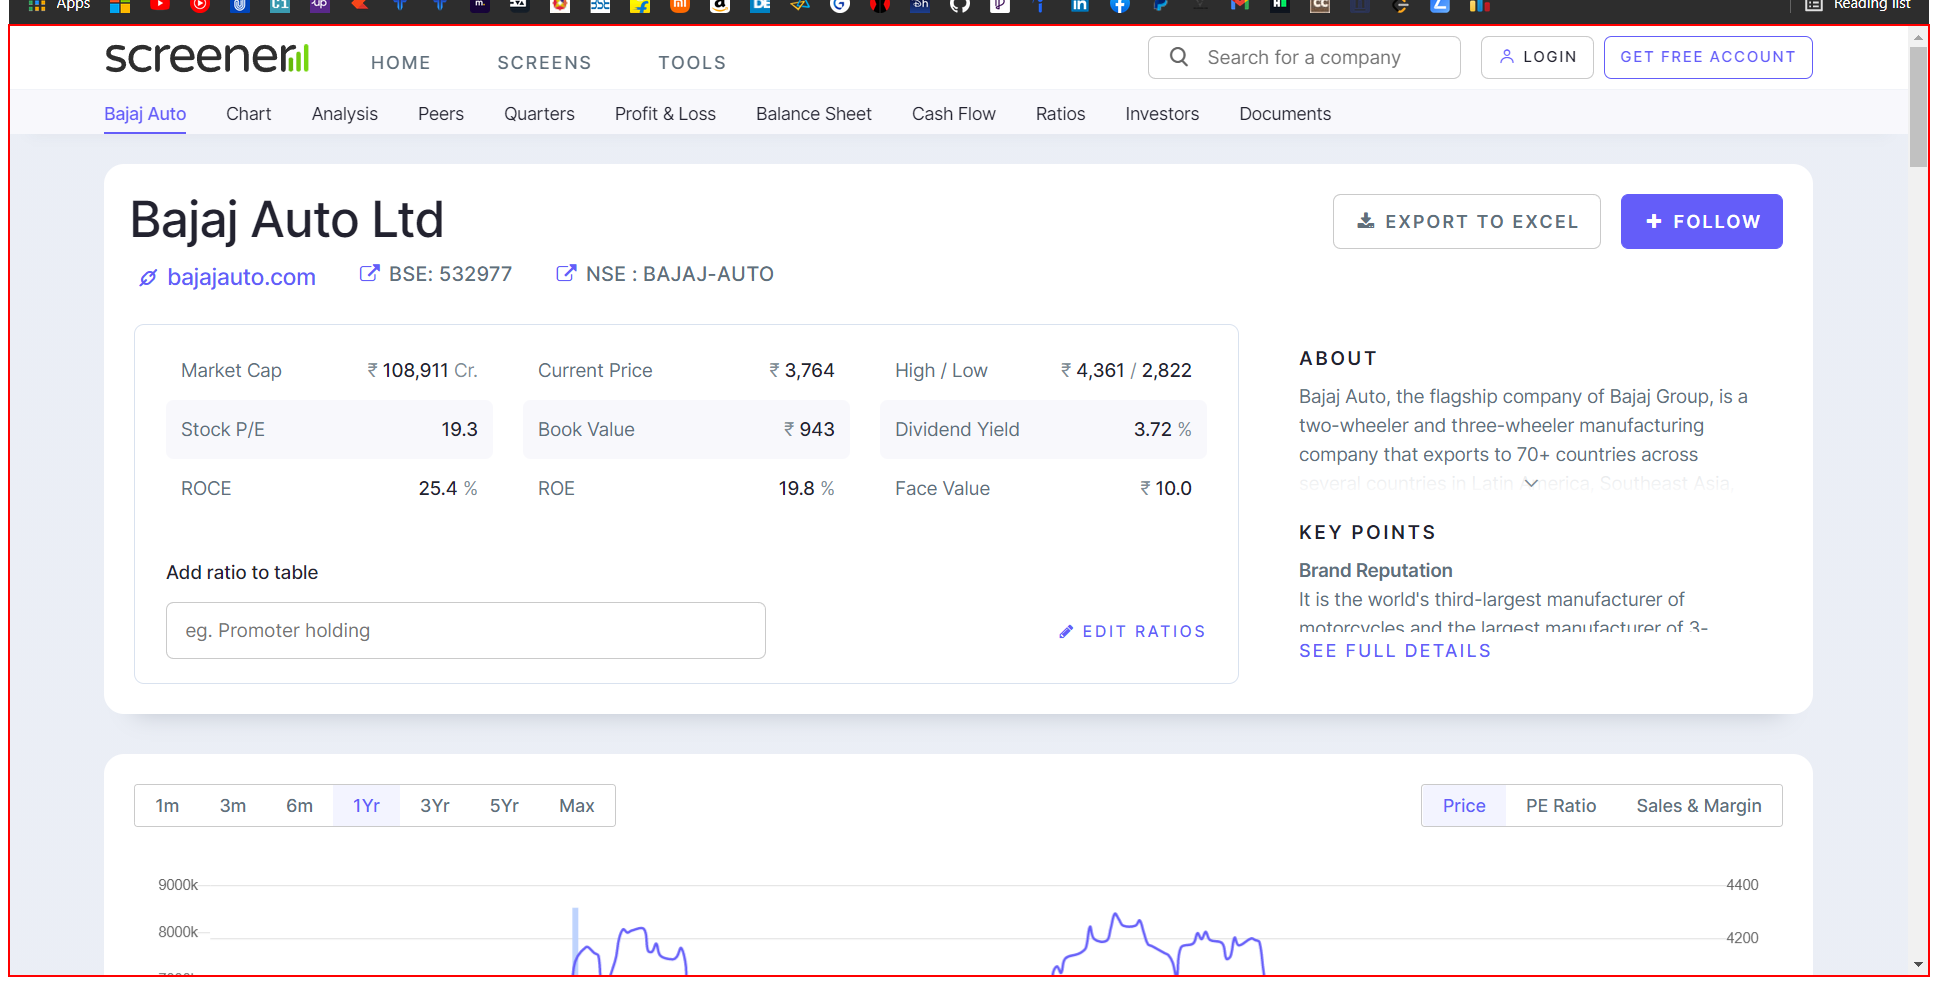 Apps
Reading list
screener
HOME
SCREENS
TOOLS
Search for a company
LOGIN
GET FREE ACCOUNT
Bajaj Auto
Chart
Analysis
Peers
Quarters
Profit & Loss
Balance Sheet
Cash Flow
Ratios
Investors
Documents
Bajaj Auto Ltd
EXPORT TO EXCEL
+ FOLLOW
bajajauto.com
BSE: 532977
NSE : BAJAJ-AUTO
Market Cap ₹ 108,911 Cr.
Current Price ₹ 3,764
High / Low ₹ 4,361 / 2,822
Stock P/E 19.3
Book Value ₹ 943
Dividend Yield 3.72 %
ROCE 25.4 %
ROE 19.8 %
Face Value ₹ 10.0
Add ratio to table
eg. Promoter holding
EDIT RATIOS
ABOUT
Bajaj Auto, the flagship company of Bajaj Group, is a
two-wheeler and three-wheeler manufacturing
company that exports to 70+ countries across
several countries in Latin America, Southeast Asia,
KEY POINTS
Brand Reputation
It is the world's third-largest manufacturer of
motorcycles and the largest manufacturer of 3-
SEE FULL DETAILS
1m
3m
6m
1Yr
3Yr
5Yr
Max
Price
PE Ratio
Sales & Margin
9000k
4400
8000k
4200